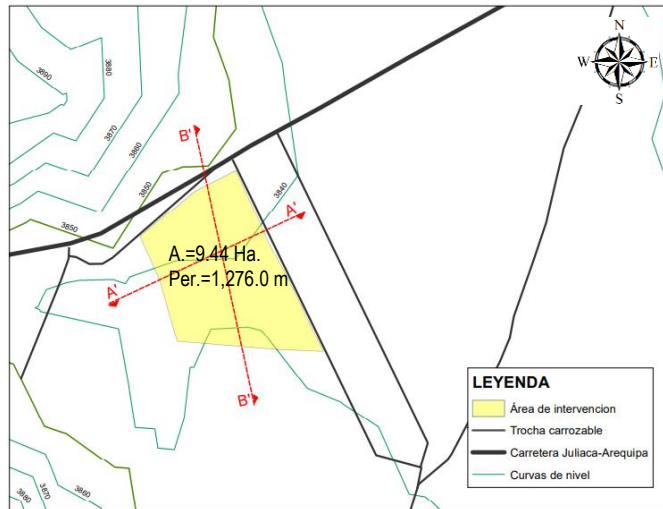 N
W E
S
3890
3880
3870
3860
3850
3850
3840
B'
A'
A.=9.44 Ha.
Per.=1,276.0 m
A'
B'
3880
3870
3860
LEYENDA
Área de intervencion
Trocha carrozable
Carretera Juliaca-Arequipa
Curvas de nivel